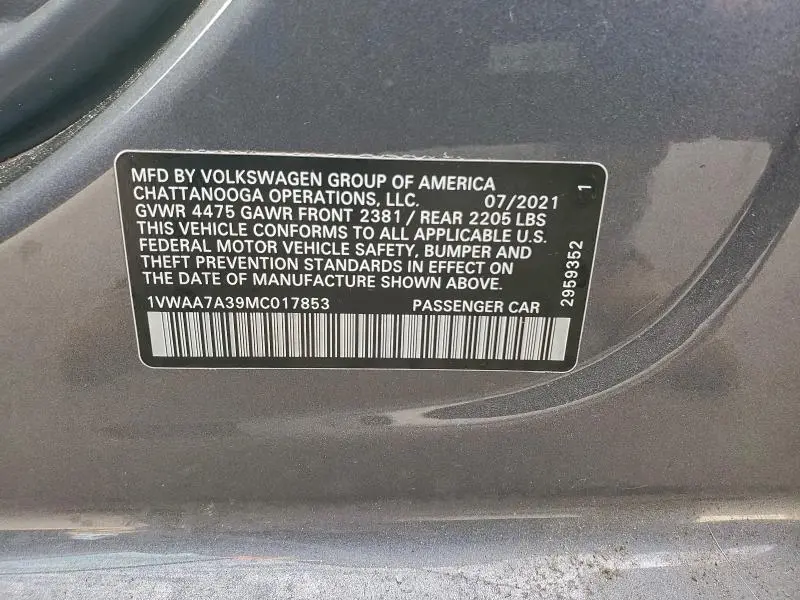 MFD BY VOLKSWAGEN GROUP OF AMERICA
CHATTANOOGA OPERATIONS, LLC. 07/2021
GVWR 4475 GAWR FRONT 2381 / REAR 2205 LBS
THIS VEHICLE CONFORMS TO ALL APPLICABLE U.S.
FEDERAL MOTOR VEHICLE SAFETY, BUMPER AND
THEFT PREVENTION STANDARDS IN EFFECT ON
THE DATE OF MANUFACTURE SHOWN ABOVE.
1VWAA7A39MC017853 PASSENGER CAR
2959352 1